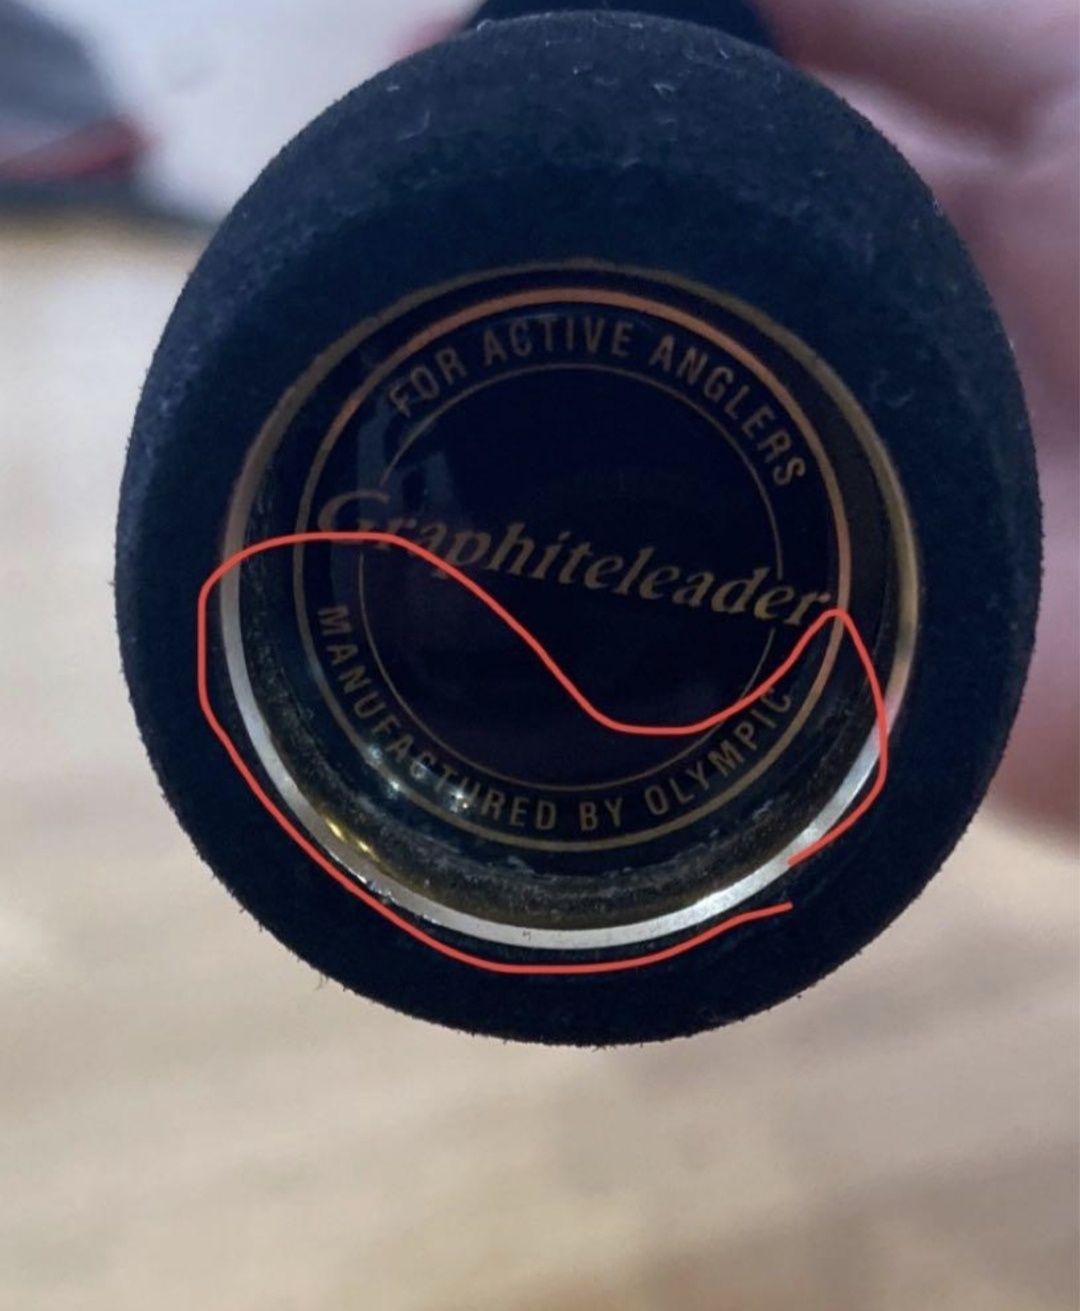 FOR ACTIVE ANGLERS
Graphiteleader
MANUFACTURED BY OLYMPIC